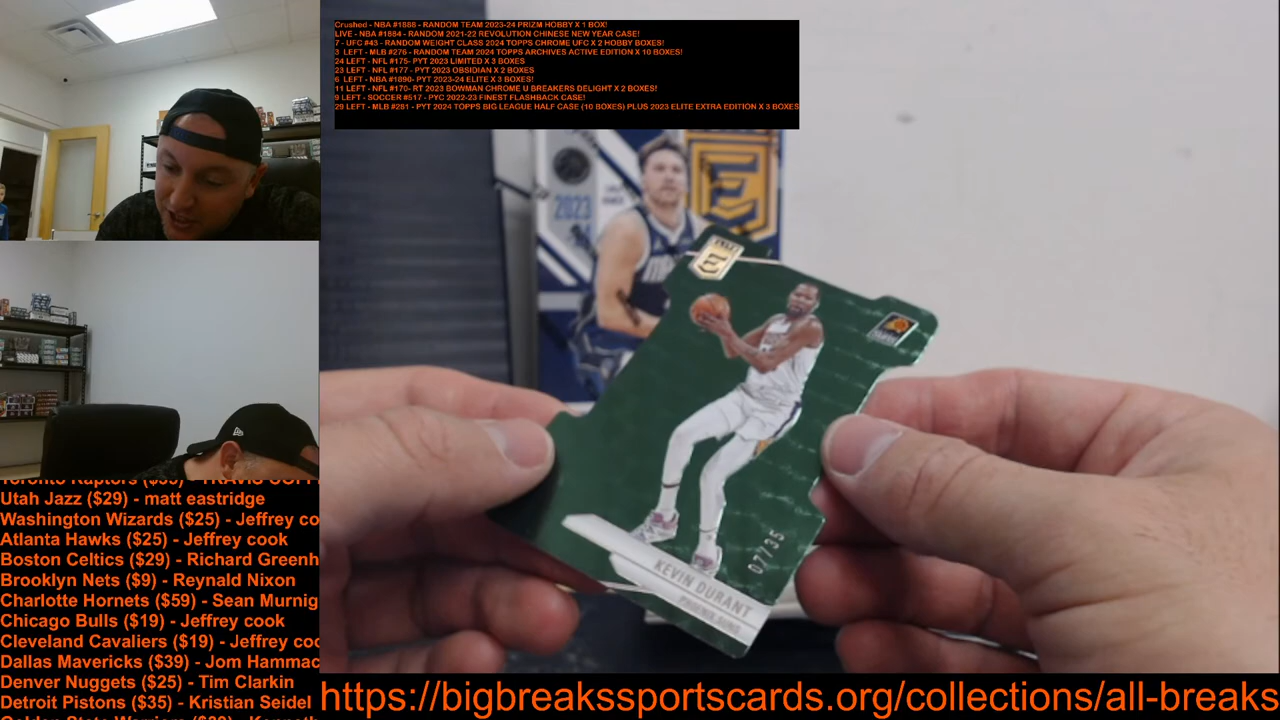 Crushed - NBA #1888 - RANDOM TEAM 2023-24 PRIZM HOBBY X 1 BOX!
LIVE - NBA #1884 - RANDOM 2021-22 REVOLUTION CHINESE NEW YEAR CASE!
7 - UFC #43 - RANDOM WEIGHT CLASS 2024 TOPPS CHROME UFC X 2 HOBBY BOXES!
3 LEFT - MLB #276 - RANDOM TEAM 2024 TOPPS ARCHIVES ACTIVE EDITION X 10 BOXES!
24 LEFT - NFL #175- PYT 2023 LIMITED X 3 BOXES
23 LEFT - NFL #177 - PYT 2023 OBSIDIAN X 2 BOXES
6 LEFT - NBA #1890- PYT 2023-24 ELITE X 3 BOXES!
11 LEFT - NFL #170- RT 2023 BOWMAN CHROME U BREAKERS DELIGHT X 2 BOXES!
9 LEFT - SOCCER #517 - PYC 2022-23 FINEST FLASHBACK CASE!
29 LEFT - MLB #281 - PYT 2024 TOPPS BIG LEAGUE HALF CASE (10 BOXES) PLUS 2023 ELITE EXTRA EDITION X 3 BOXES
2023
E
E
07/35
KEVIN DURANT
PHOENIX SUNS
Toronto Raptors ($35) - TRAVIS
Utah Jazz ($29) - matt eastridge
Washington Wizards ($25) - Jeffrey co
Atlanta Hawks ($25) - Jeffrey cook
Boston Celtics ($29) - Richard Greenh
Brooklyn Nets ($9) - Reynald Nixon
Charlotte Hornets ($59) - Sean Murnig
Chicago Bulls ($19) - Jeffrey cook
Cleveland Cavaliers ($19) - Jeffrey coo
Dallas Mavericks ($39) - Jom Hammac
Denver Nuggets ($25) - Tim Clarkin
Detroit Pistons ($35) - Kristian Seidel
https://bigbreakssportscards.org/collections/all-breaks